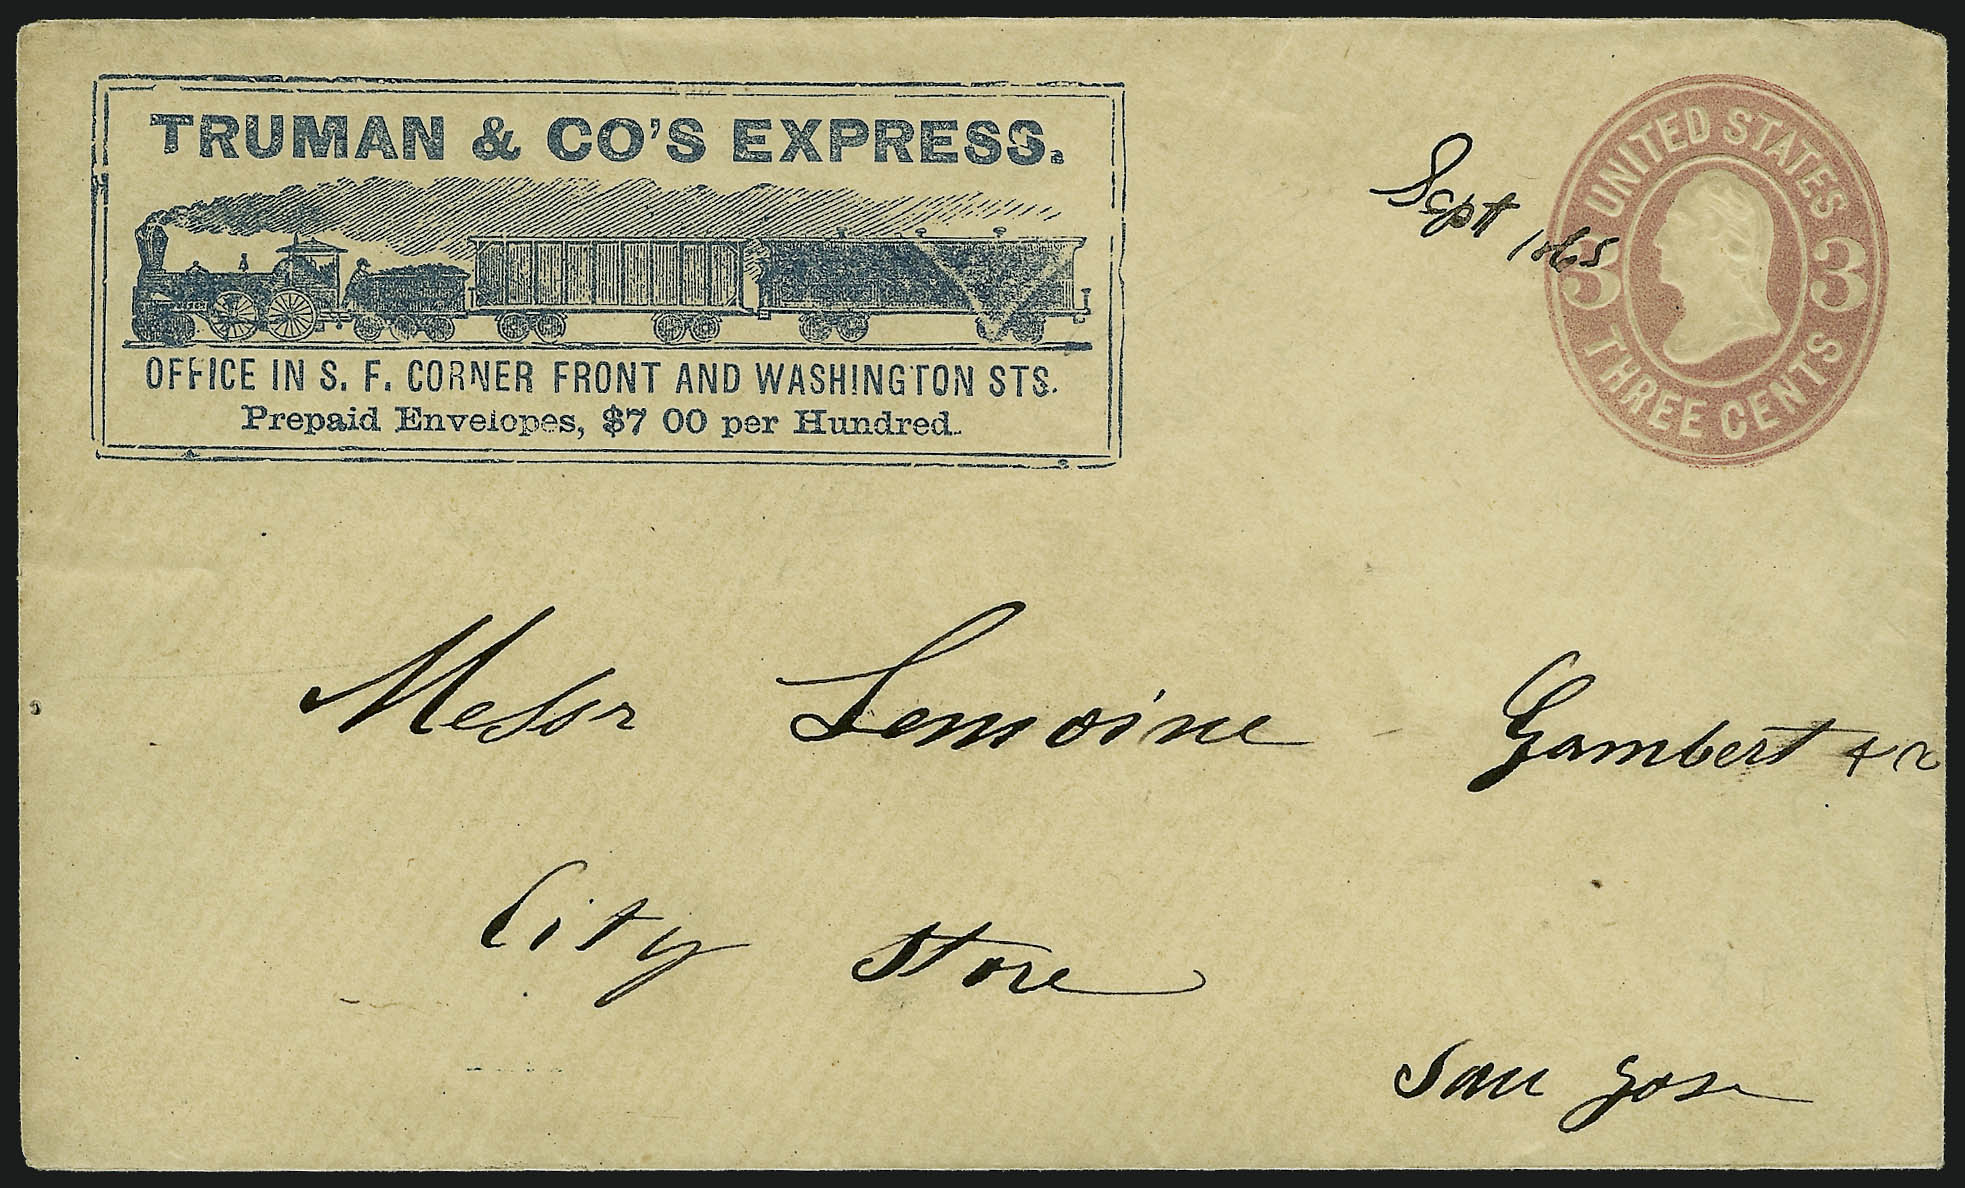 TRUMAN & CO'S EXPRESS.
OFFICE IN S. F. CORNER FRONT AND WASHINGTON STS.
Prepaid Envelopes, $7 00 per Hundred.
Sept 1865
UNITED STATES
3 3
THREE CENTS
Messr Lemoine Gambert &
City Store
San Jose